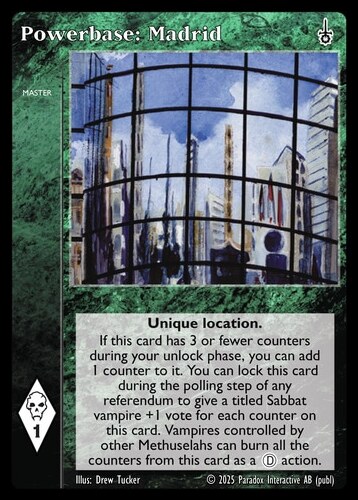 Powerbase: Madrid
MASTER
Unique location.
If this card has 3 or fewer counters
during your unlock phase, you can add
1 counter to it. You can lock this card
during the polling step of any
referendum to give a titled Sabbat
vampire +1 vote for each counter on
this card. Vampires controlled by
other Methuselahs can burn all the
counters from this card as a Ⓓ action.
1
Illus: Drew Tucker © 2025 Paradox Interactive AB (publ)